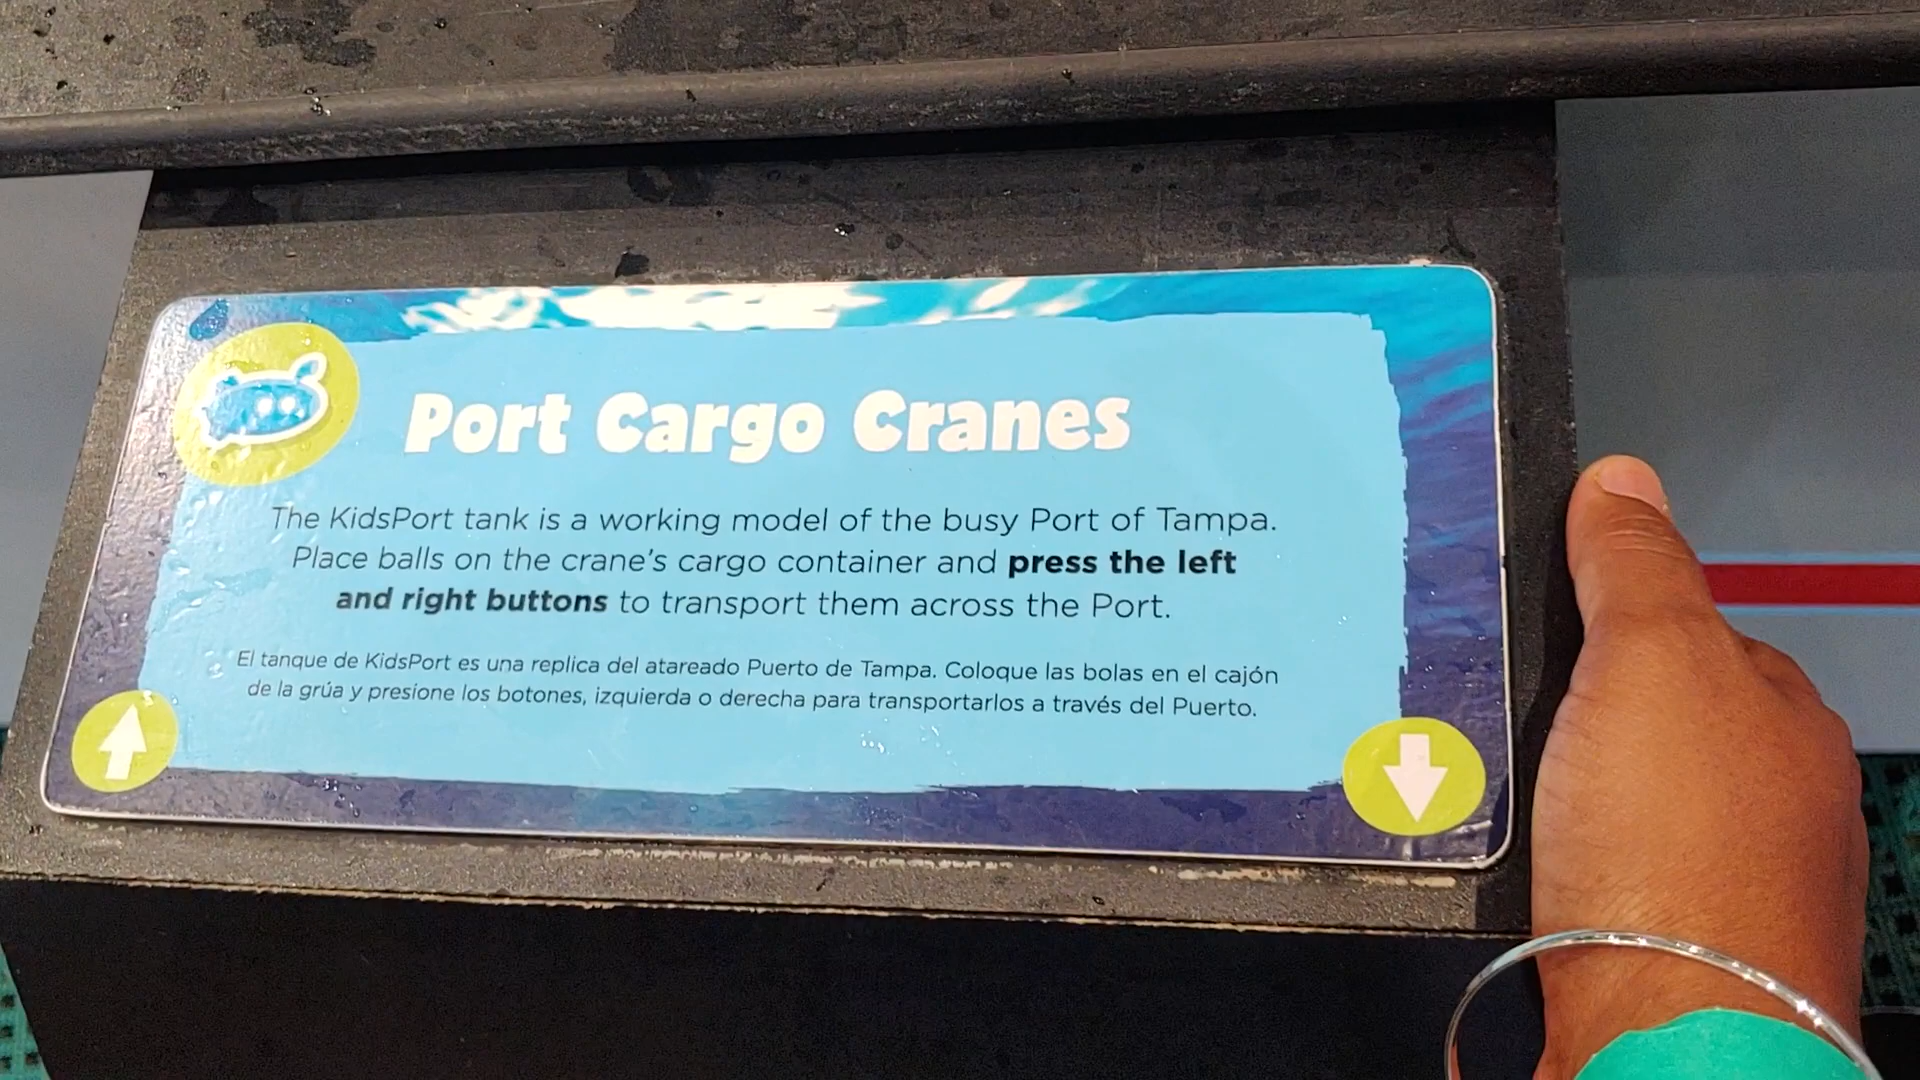 Port Cargo Cranes
The KidsPort tank is a working model of the busy Port of Tampa.
Place balls on the crane's cargo container and press the left
and right buttons to transport them across the Port.
El tanque de KidsPort es una replica del atareado Puerto de Tampa. Coloque las bolas en el cajón
de la grúa y presione los botones, izquierda o derecha para transportarlos a través del Puerto.